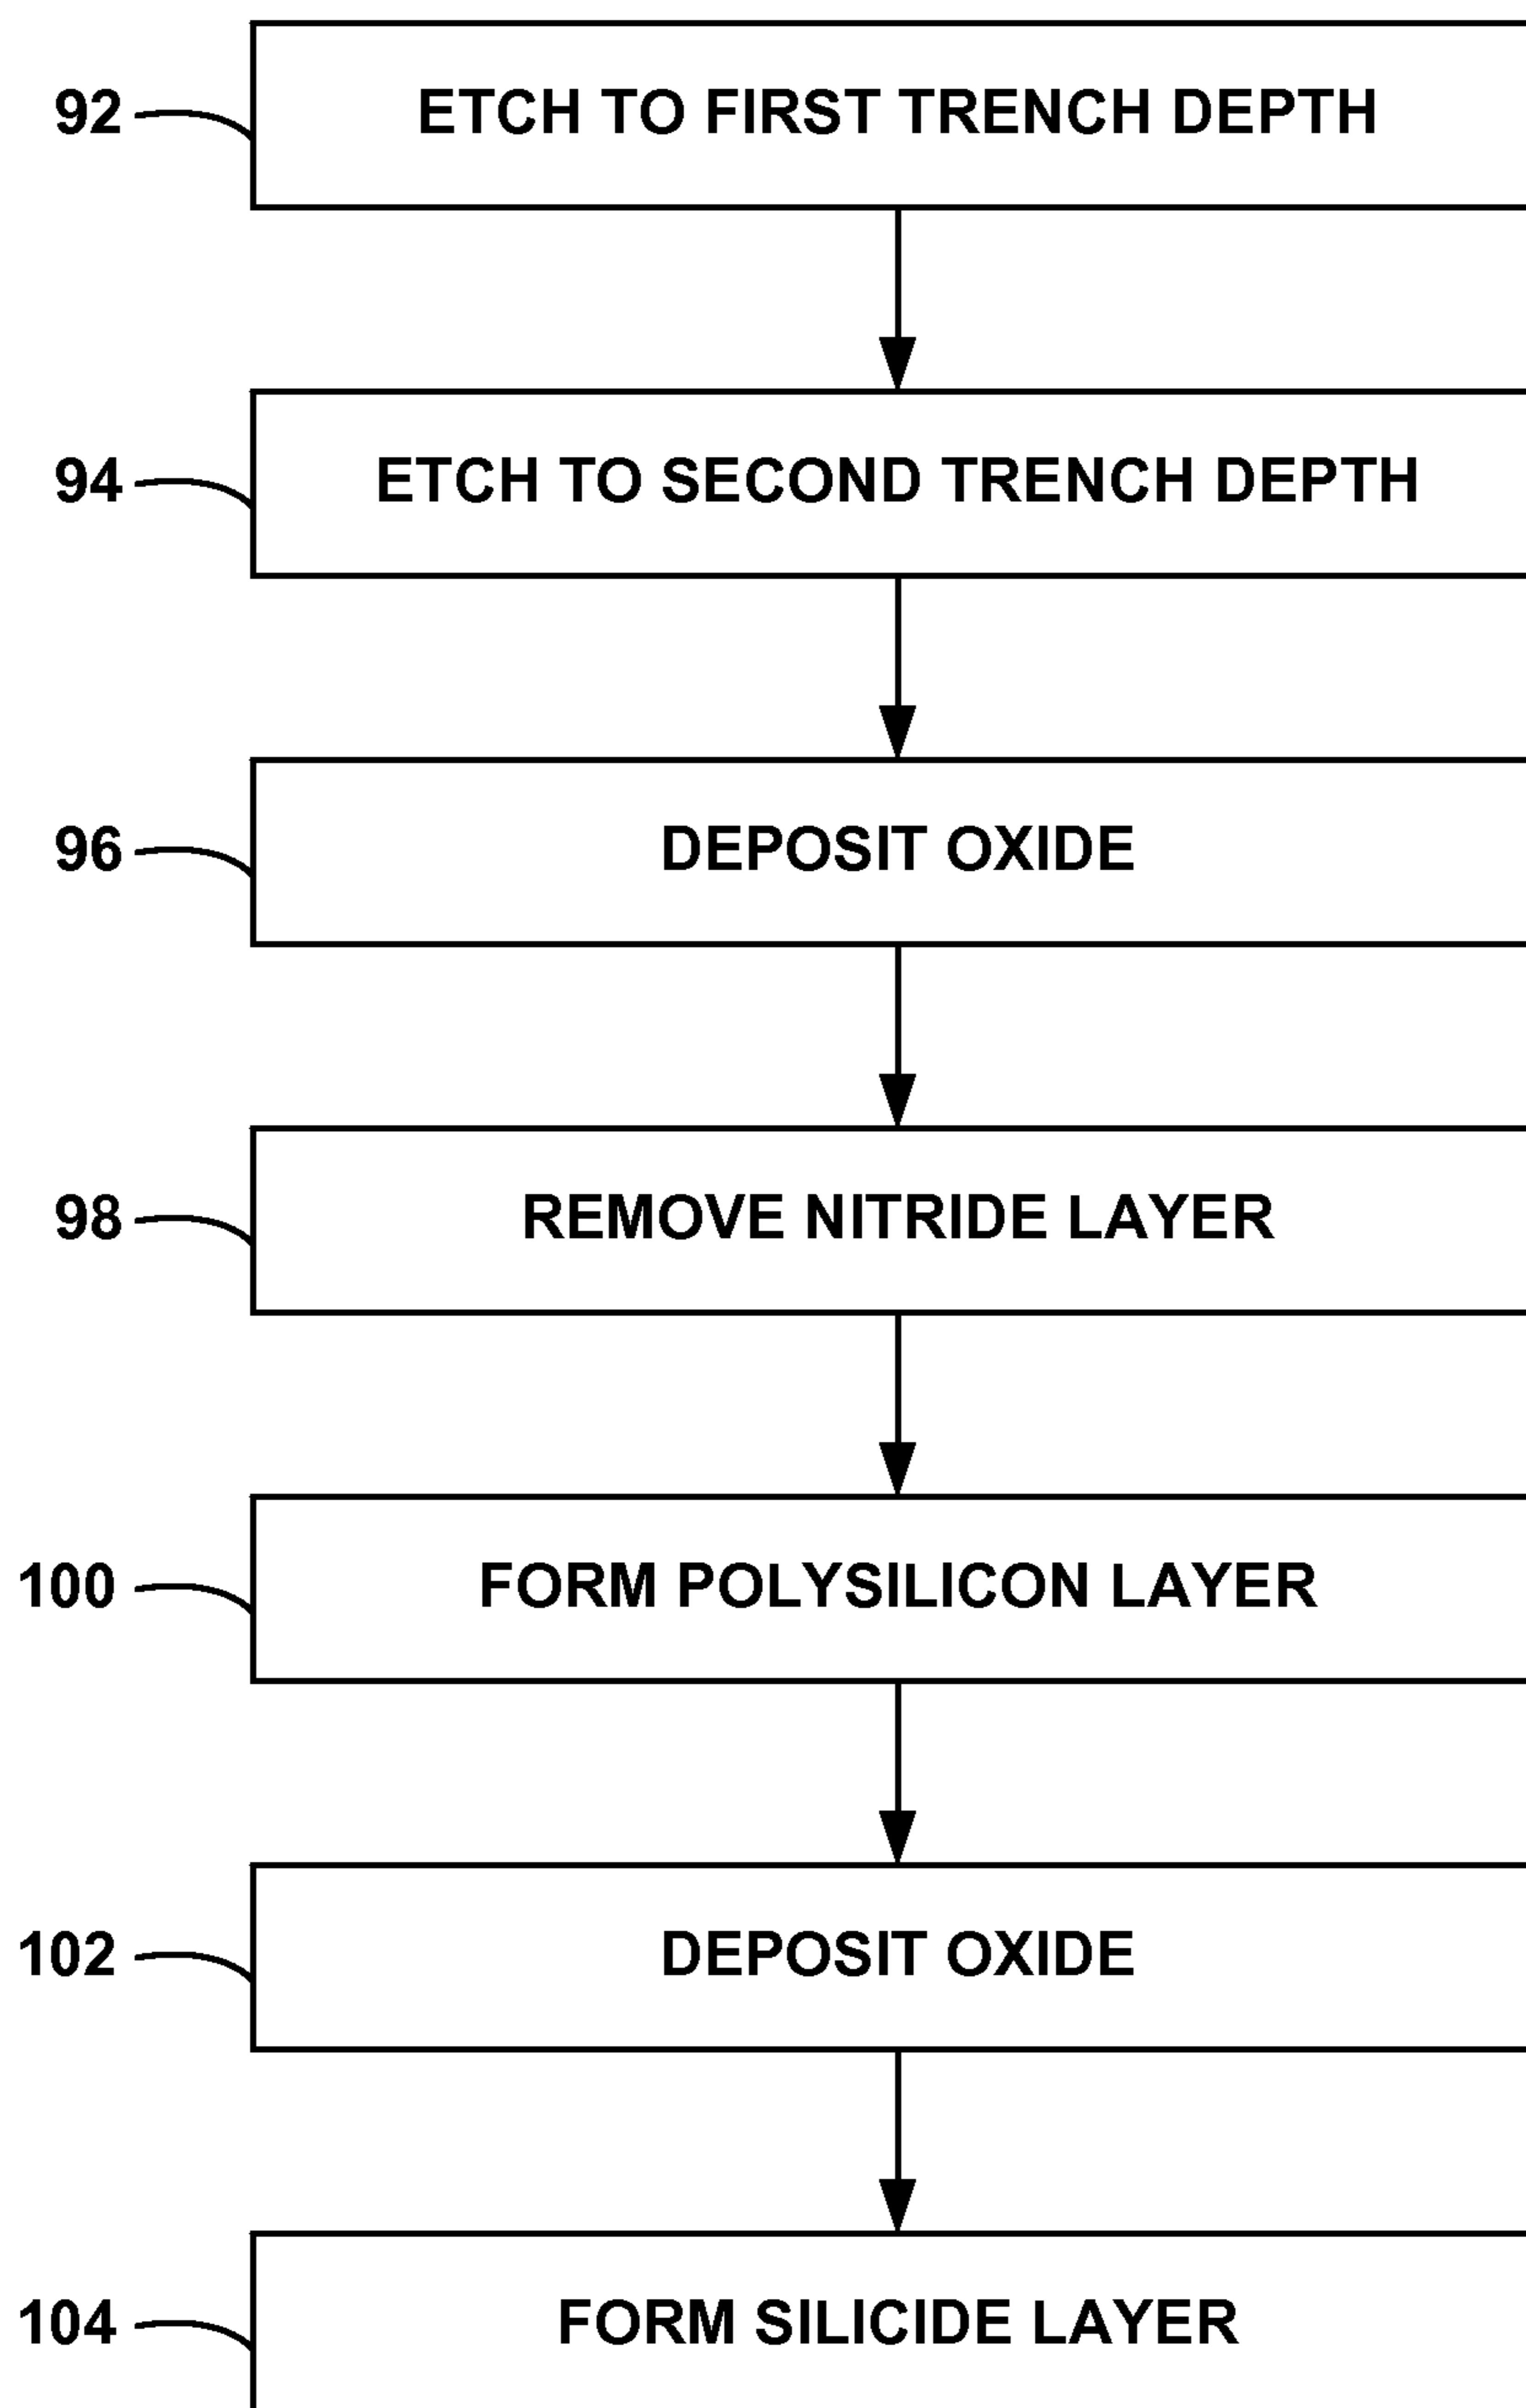 92 ETCH TO FIRST TRENCH DEPTH
94 ETCH TO SECOND TRENCH DEPTH
96 DEPOSIT OXIDE
98 REMOVE NITRIDE LAYER
100 FORM POLYSILICON LAYER
102 DEPOSIT OXIDE
104 FORM SILICIDE LAYER